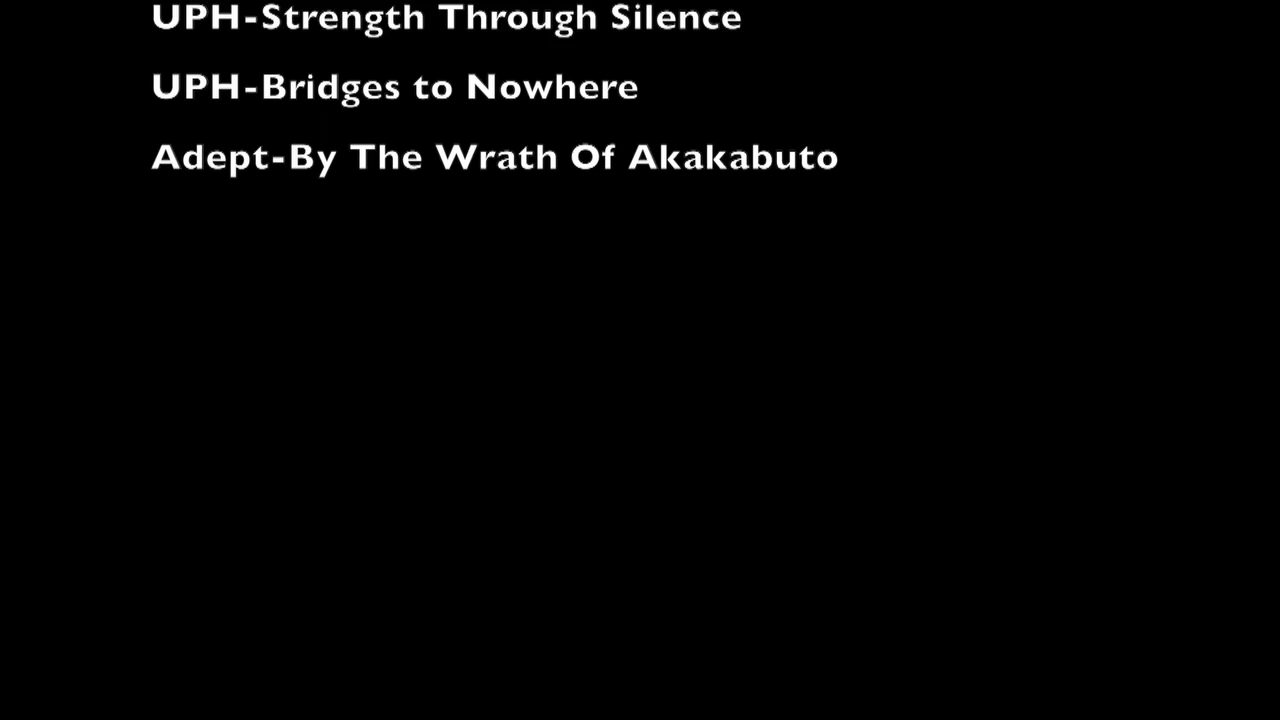 UPH-Strength Through Silence
UPH-Bridges to Nowhere
Adept-By The Wrath Of Akakabuto